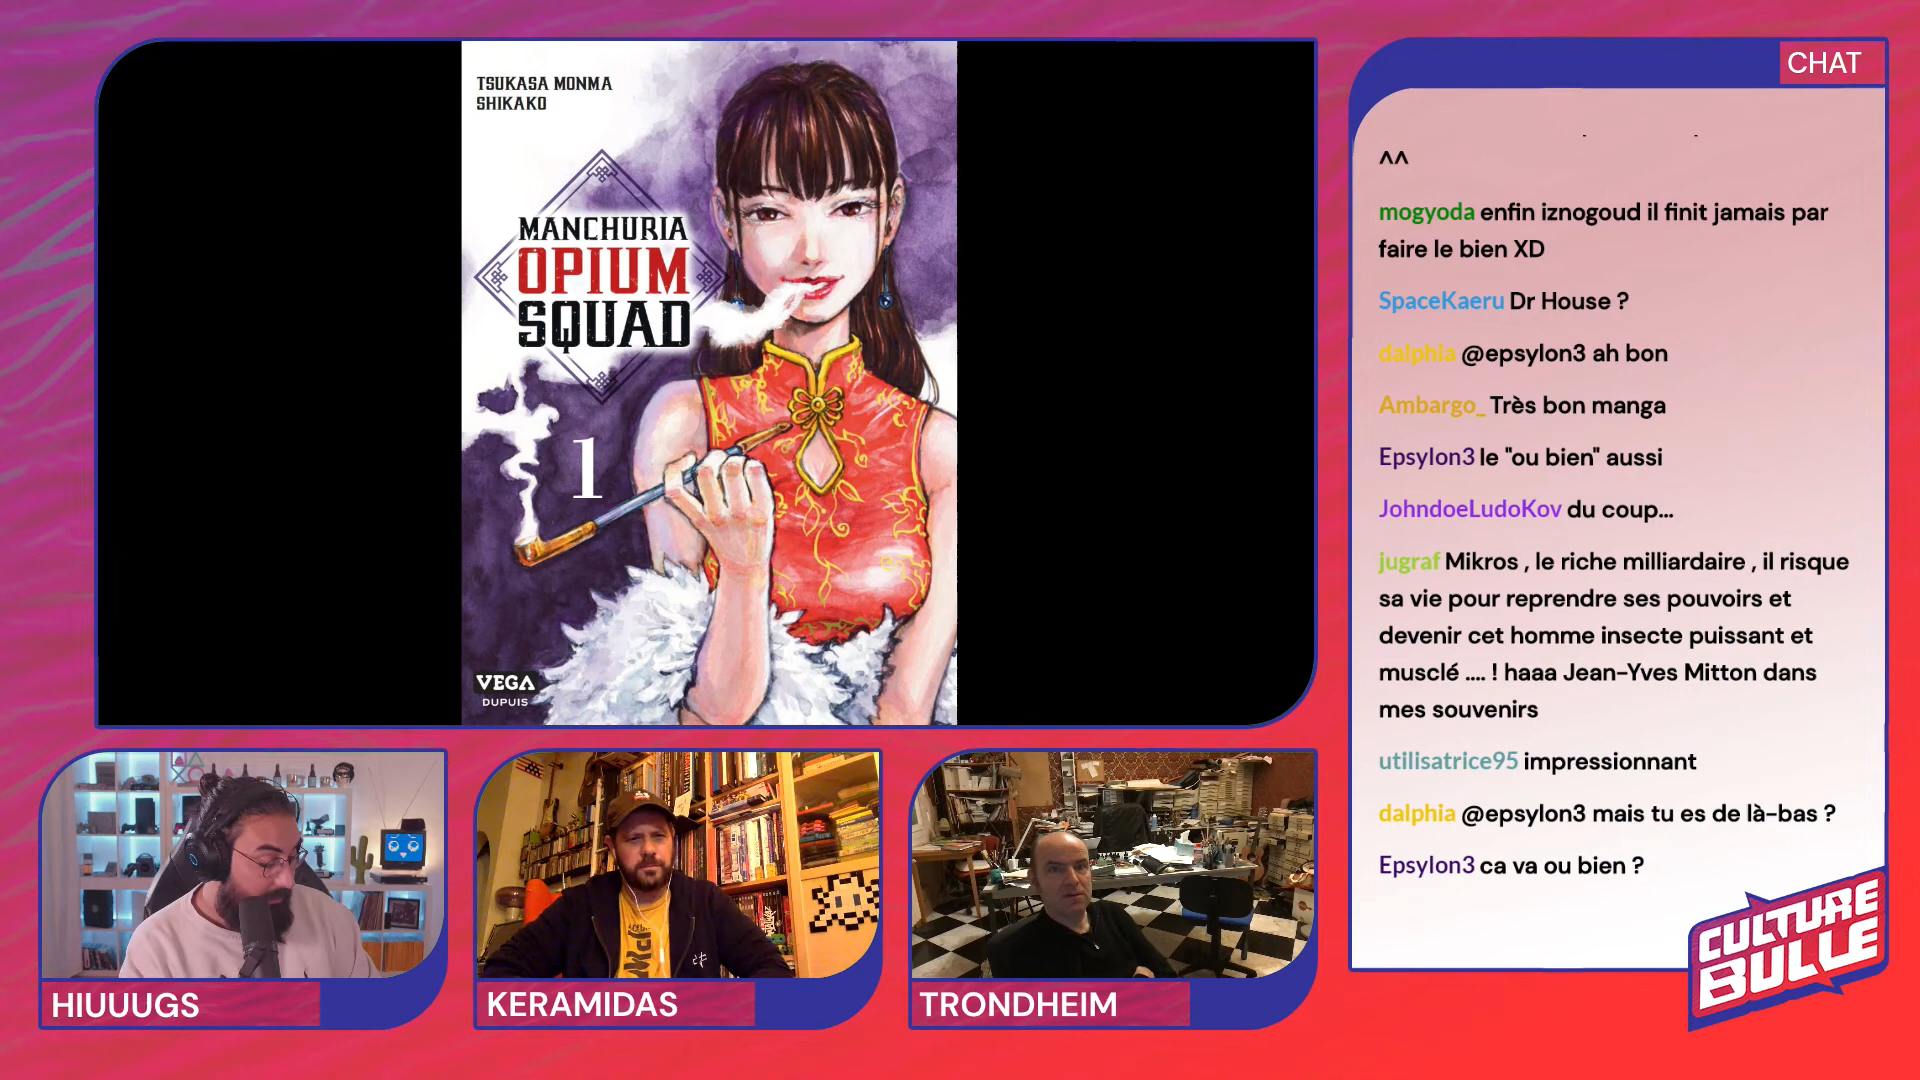 TSUKASA MONMA
SHIKAKO
MANCHURIA
OPIUM
SQUAD
1
VEGA
DUPUIS
HIUUUGS
KERAMIDAS
TRONDHEIM
CHAT
^^
mogyoda enfin iznogoud il finit jamais par
faire le bien XD
SpaceKaeru Dr House ?
dalphia @epsylon3 ah bon
Ambargo_ Très bon manga
Epsylon3 le "ou bien" aussi
JohndoeLudoKov du coup...
jugraf Mikros , le riche milliardaire , il risque
sa vie pour reprendre ses pouvoirs et
devenir cet homme insecte puissant et
musclé .... ! haaa Jean-Yves Mitton dans
mes souvenirs
utilisatrice95 impressionnant
dalphia @epsylon3 mais tu es de là-bas ?
Epsylon3 ca va ou bien ?
CULTURE
BULLE